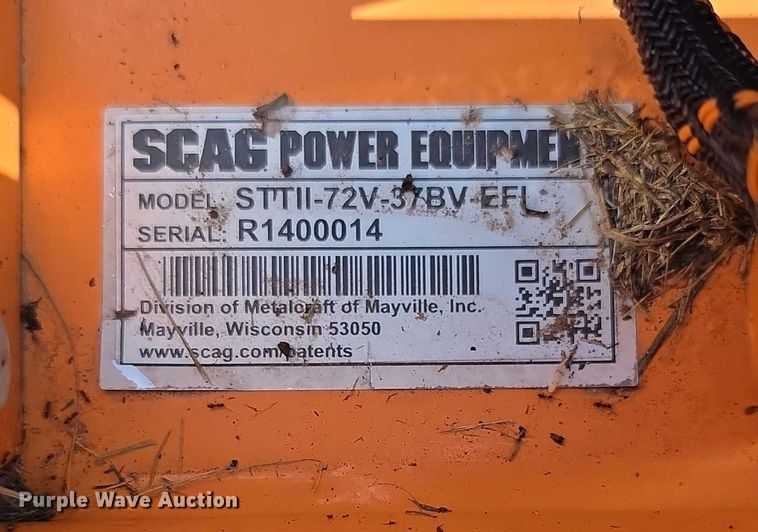 SCAG POWER EQUIPMEN
MODEL: STTII-72V-37BV EFI
SERIAL: R1400014
Division of Metalcraft of Mayville, Inc.
Mayville, Wisconsin 53050
www.scag.com/patents
Purple Wave Auction